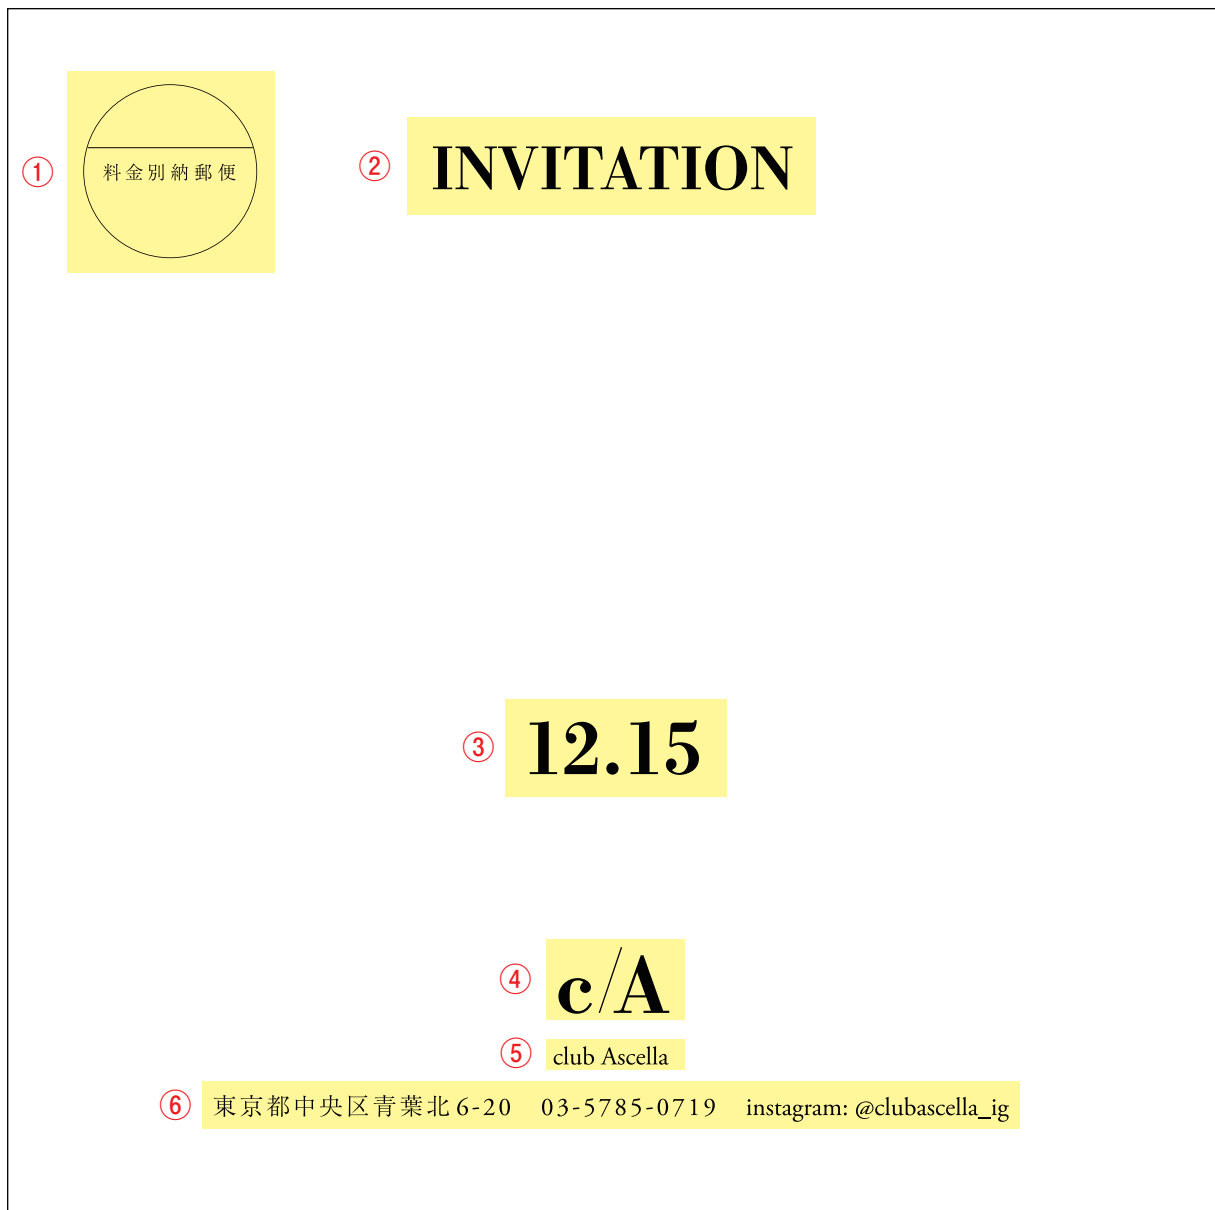 ① 料金別納郵便
② INVITATION
③ 12.15
④ c/A
⑤ club Ascella
⑥ 東京都中央区青葉北6-20 03-5785-0719 instagram: @clubascella_ig